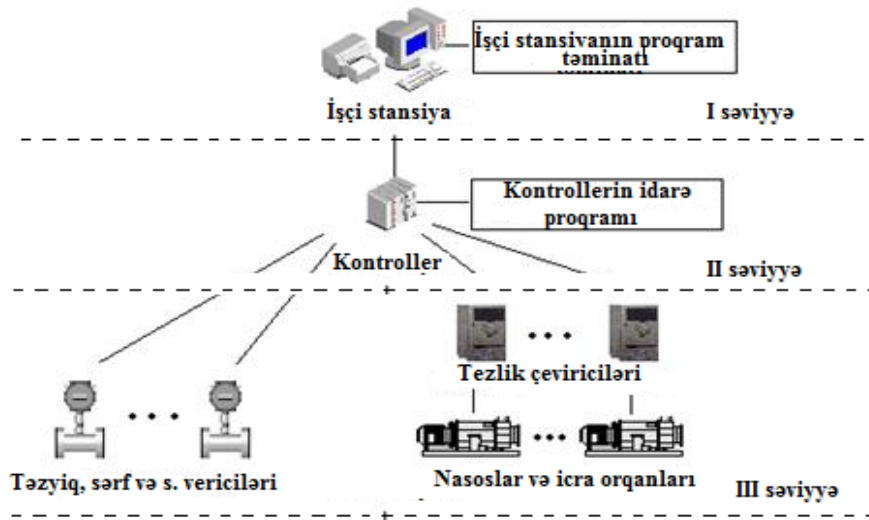 İşçi stansivanın proqram
təminatı
İşçi stansiya
I səviyyə
Kontrollerin idarə
proqramı
Kontroller
II səviyyə
Tezlik çeviriciləri
Təzyiq, sərf və s. vericiləri
Nasoslar və icra orqanları
III səviyyə